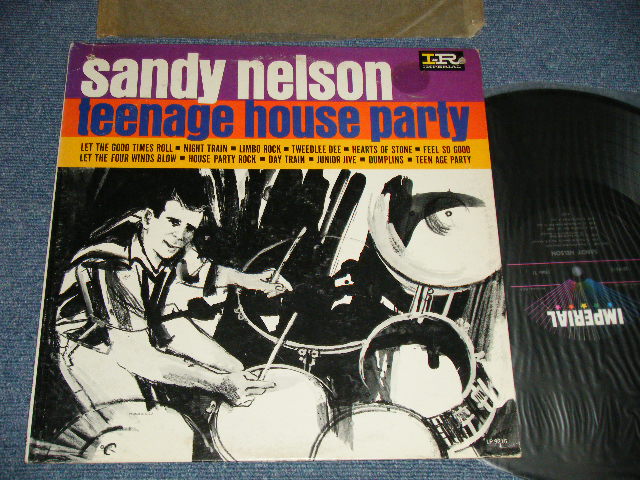 IR
IMPERIAL
sandy nelson
teenage house party
LET THE GOOD TIMES ROLL ▪ NIGHT TRAIN ▪ LIMBO ROCK ▪ TWEEDLEE DEE ▪ HEARTS OF STONE ▪ FEEL SO GOOD
LET THE FOUR WINDS BLOW ▪ HOUSE PARTY ROCK ▪ DAY TRAIN ▪ JUNIOR JIVE ▪ DUMPLINS ▪ TEEN AGE PARTY
SANDY NELSON
IMPERIAL